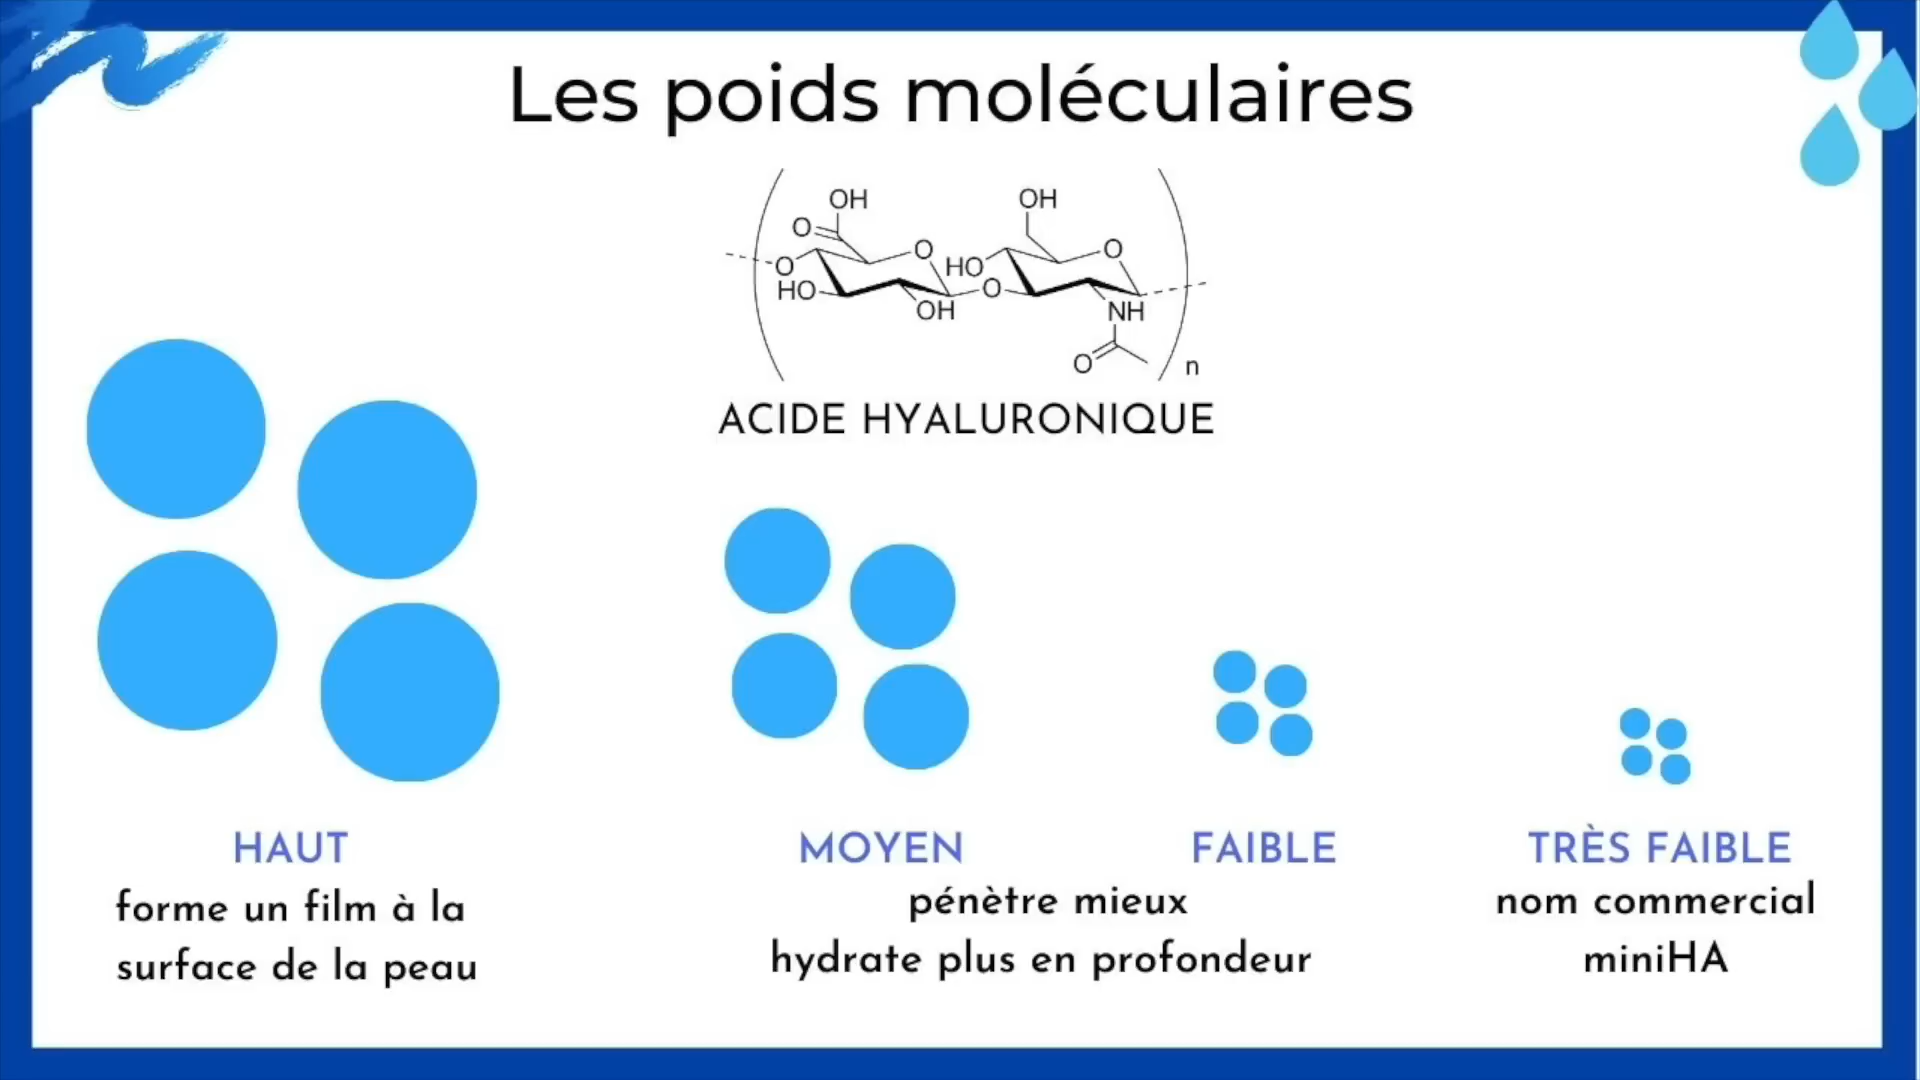 Les poids moléculaires
OH
O
OH
O
O
HO
O
HO
O
OH
NH
O
n
ACIDE HYALURONIQUE
HAUT
forme un film à la
surface de la peau
MOYEN
FAIBLE
pénètre mieux
hydrate plus en profondeur
TRÈS FAIBLE
nom commercial
miniHA